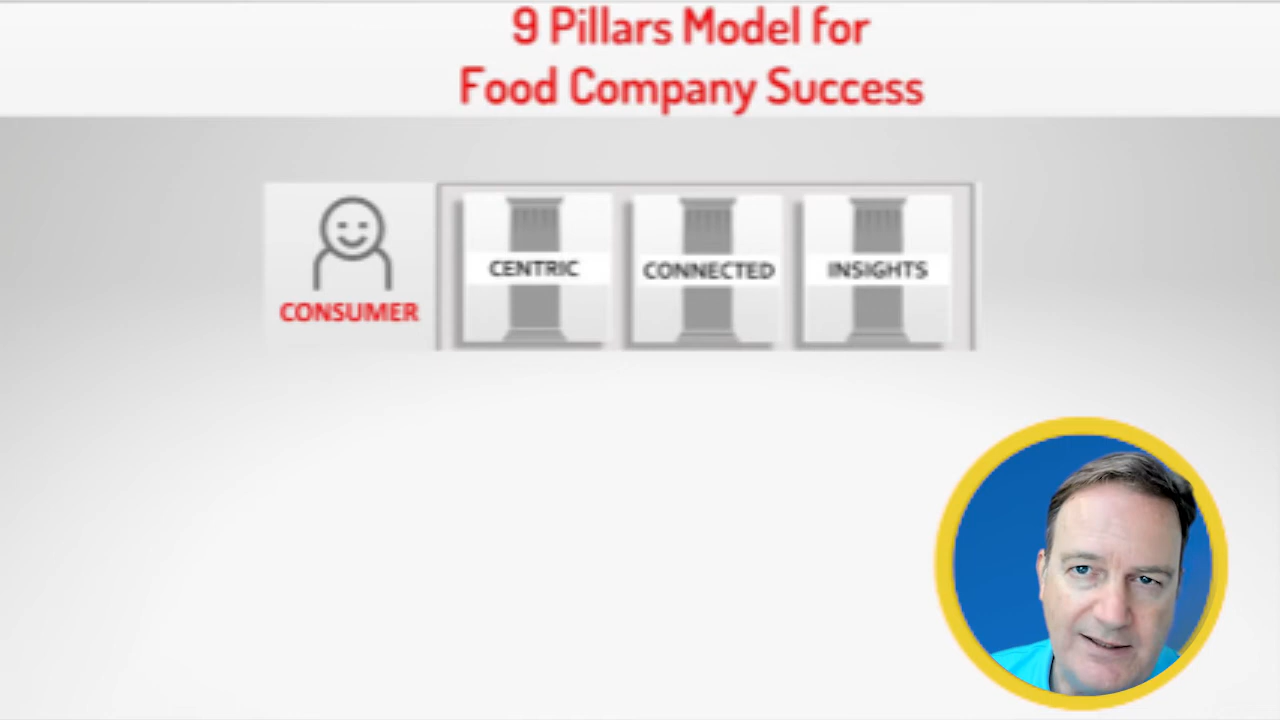 9 Pillars Model for
Food Company Success
CENTRIC
CONNECTED
INSIGHTS
CONSUMER